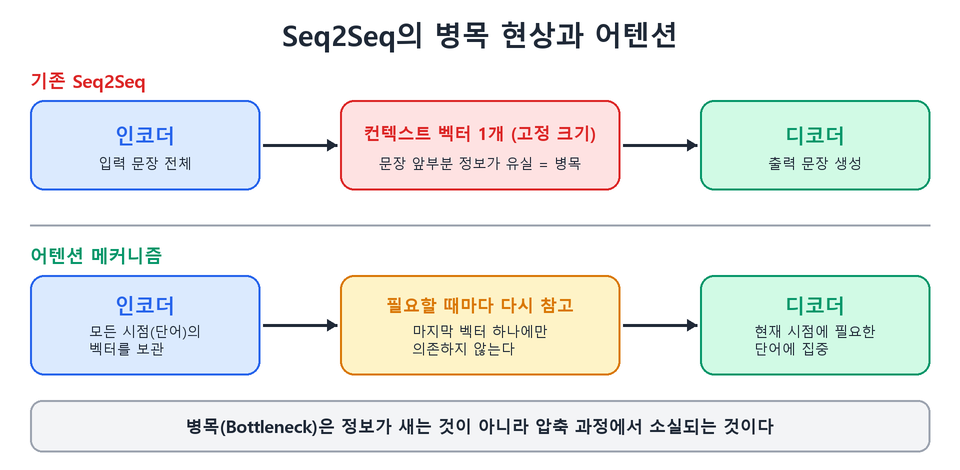 Seq2Seq의 병목 현상과 어텐션
기존 Seq2Seq
인코더
입력 문장 전체
컨텍스트 벡터 1개 (고정 크기)
문장 앞부분 정보가 유실 = 병목
디코더
출력 문장 생성
어텐션 메커니즘
인코더
모든 시점(단어)의
벡터를 보관
필요할 때마다 다시 참고
마지막 벡터 하나에만
의존하지 않는다
디코더
현재 시점에 필요한
단어에 집중
병목(Bottleneck)은 정보가 새는 것이 아니라 압축 과정에서 소실되는 것이다